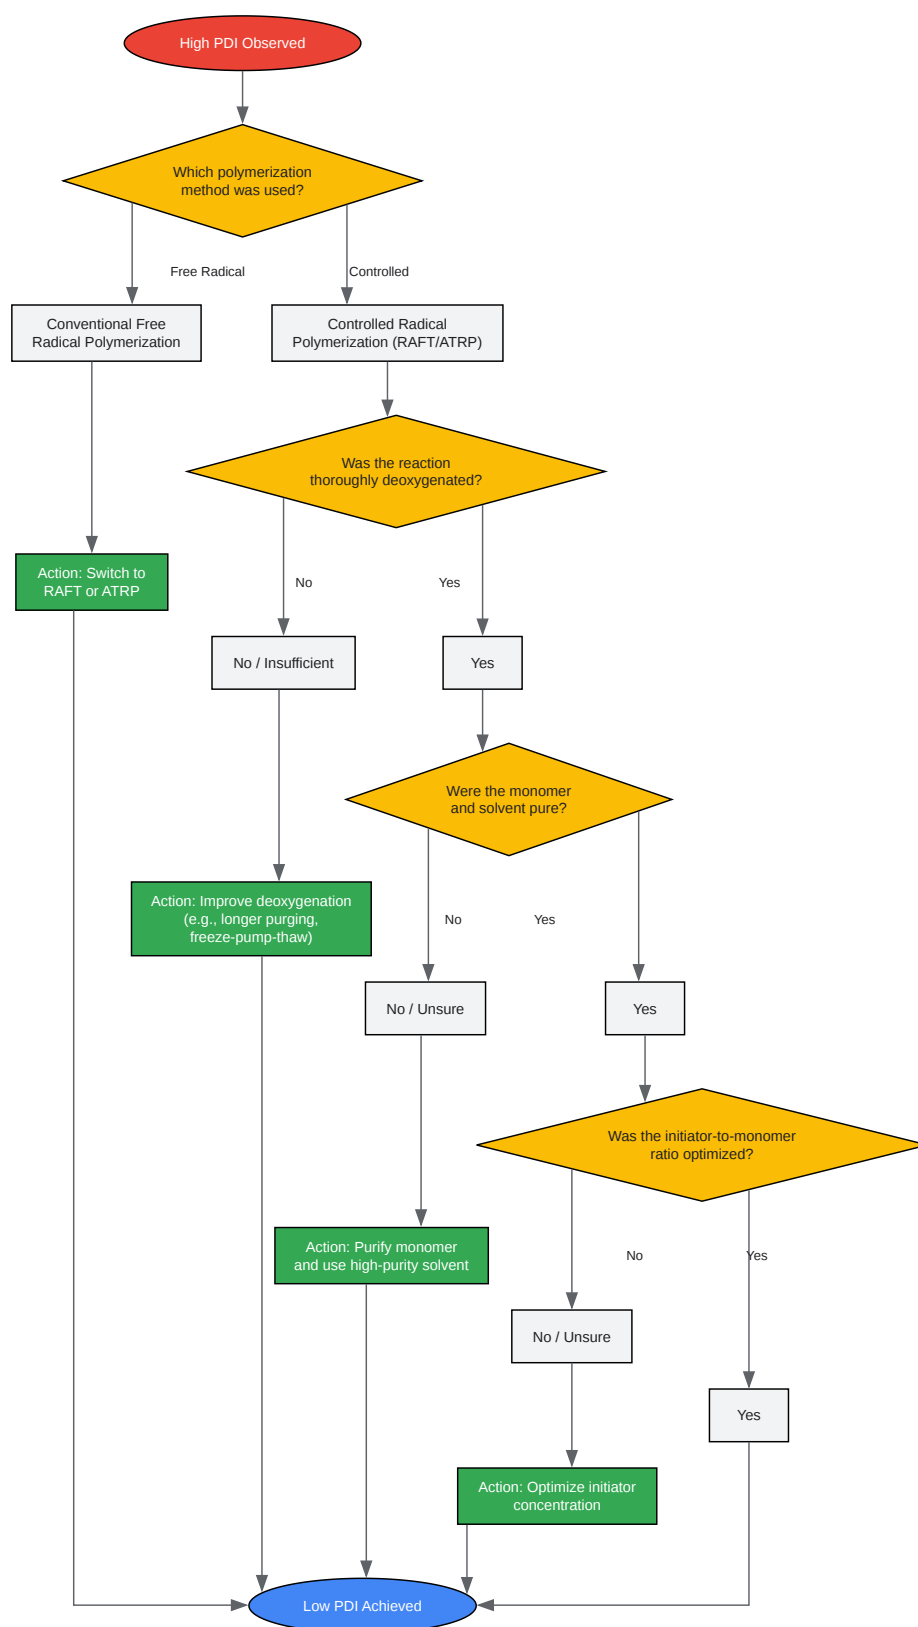 High PDI Observed
Which polymerization
method was used?
Free Radical
Controlled
Conventional Free
Radical Polymerization
Controlled Radical
Polymerization (RAFT/ATRP)
Was the reaction
thoroughly deoxygenated?
Action: Switch to
RAFT or ATRP
No
Yes
No / Insufficient
Yes
Were the monomer
and solvent pure?
Action: Improve deoxygenation
(e.g., longer purging,
freeze-pump-thaw)
No
Yes
No / Unsure
Yes
Was the initiator-to-monomer
ratio optimized?
Action: Purify monomer
and use high-purity solvent
No
Yes
No / Unsure
Yes
Action: Optimize initiator
concentration
Low PDI Achieved